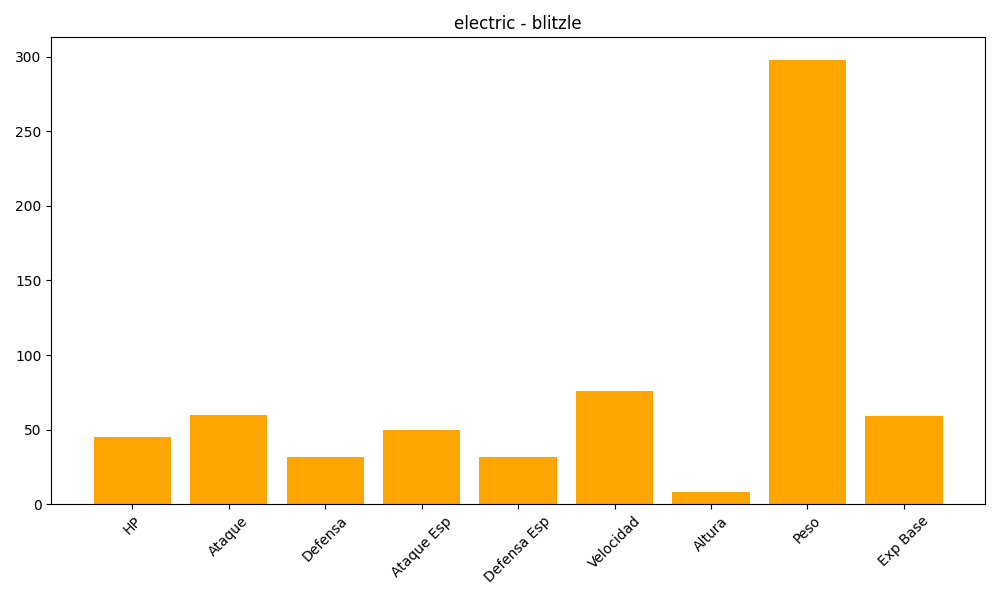 electric - blitzle
300
250
200
150
100
50
0
HP
Ataque
Defensa
Ataque Esp
Defensa Esp
Velocidad
Altura
Peso
Exp Base